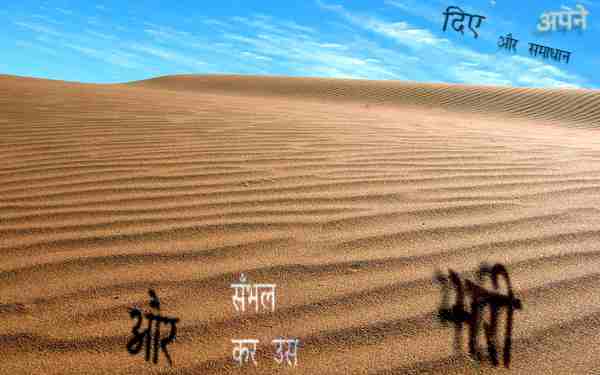 दिए
अपने
और समाधान
और
सँभल
कर उस
भारी